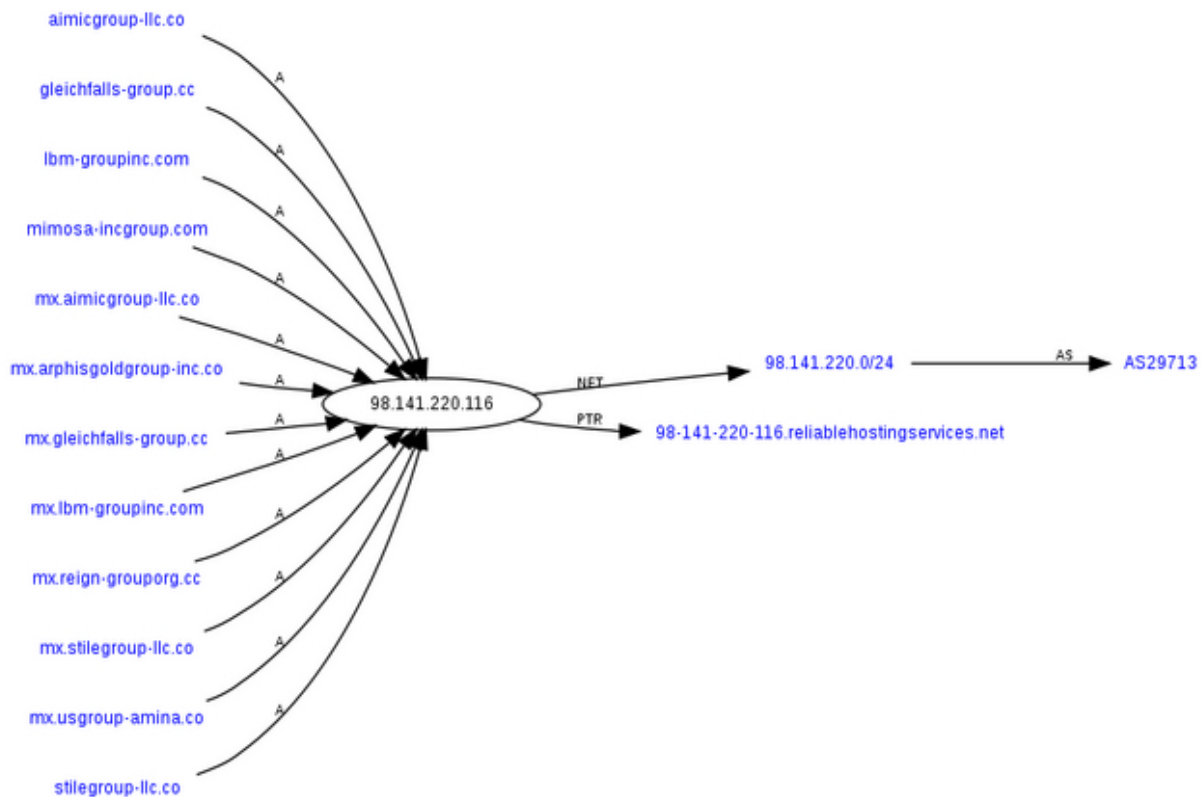 aimicgroup-llc.co
A
gleichfalls-group.cc
A
lbm-groupinc.com
A
mimosa-incgroup.com
A
mx.aimicgroup-llc.co
A
mx.arphisgoldgroup-inc.co
A
mx.gleichfalls-group.cc
A
mx.lbm-groupinc.com
A
mx.reign-grouporg.cc
A
mx.stilegroup-llc.co
A
mx.usgroup-amina.co
A
stilegroup-llc.co
A
98.141.220.116
NET
98.141.220.0/24
AS
AS29713
PTR
98-141-220-116.reliablehostingservices.net